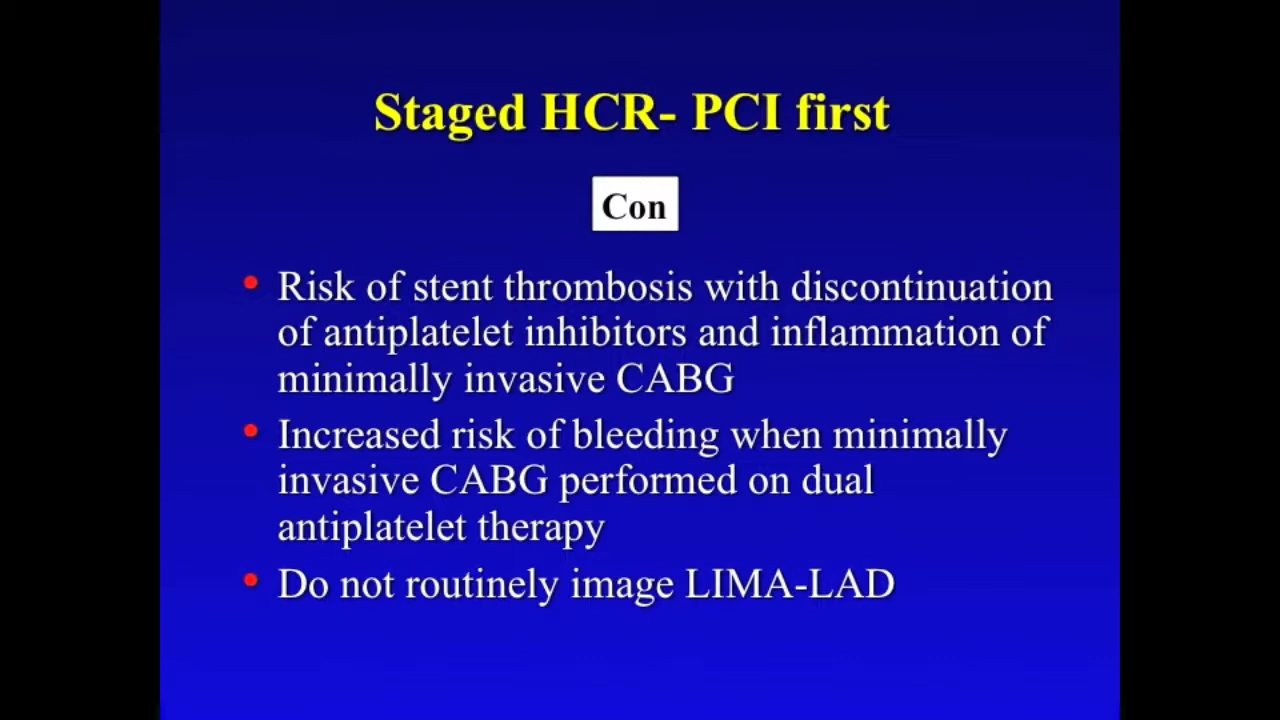 Staged HCR- PCI first
Con
• Risk of stent thrombosis with discontinuation
of antiplatelet inhibitors and inflammation of
minimally invasive CABG
• Increased risk of bleeding when minimally
invasive CABG performed on dual
antiplatelet therapy
• Do not routinely image LIMA-LAD